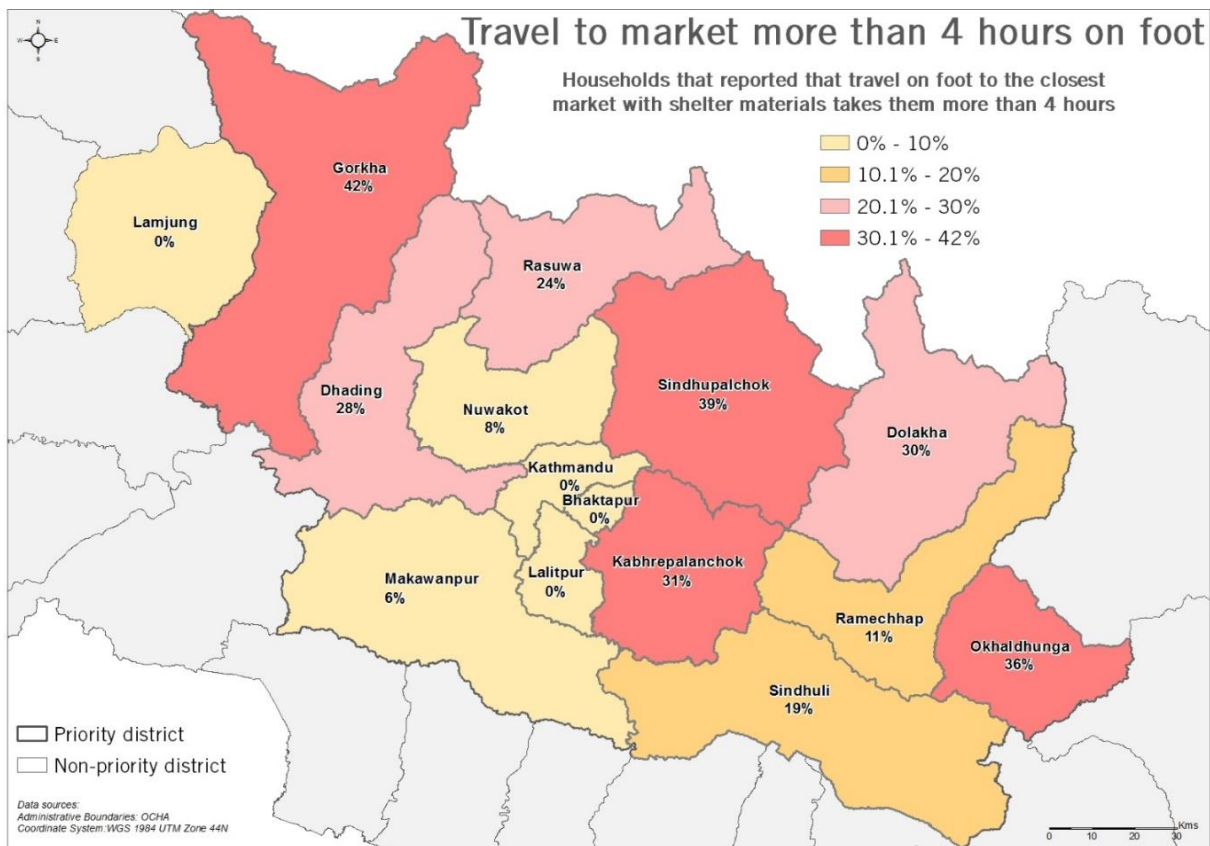 Travel to market more than 4 hours on foot
Households that reported that travel on foot to the closest
market with shelter materials takes them more than 4 hours
0% - 10%
10.1% - 20%
20.1% - 30%
30.1% - 42%
N
W
E
S
Gorkha
42%
Lamjung
0%
Rasuwa
24%
Dhading
28%
Nuwakot
8%
Sindhupalchok
39%
Dolakha
30%
Kathmandu
0%
Bhaktapur
0%
Lalitpur
0%
Makawanpur
6%
Kabhrepalanchok
31%
Ramechhap
11%
Okhaldhunga
36%
Sindhuli
19%
Priority district
Non-priority district
Data sources:
Administrative Boundaries: OCHA
Coordinate System:WGS 1984 UTM Zone 44N
Kms
0 10 20 30